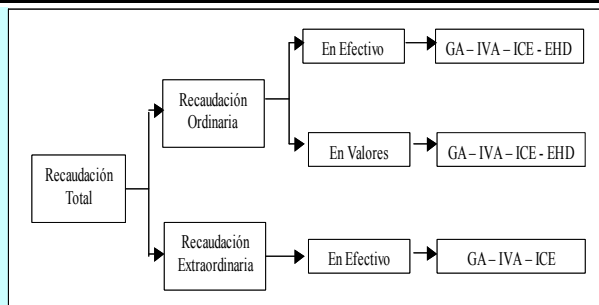 En Efectivo
GA – IVA – ICE - EHD
Recaudación
Ordinaria
En Valores
GA – IVA – ICE - EHD
Recaudación
Total
Recaudación
Extraordinaria
En Efectivo
GA – IVA – ICE